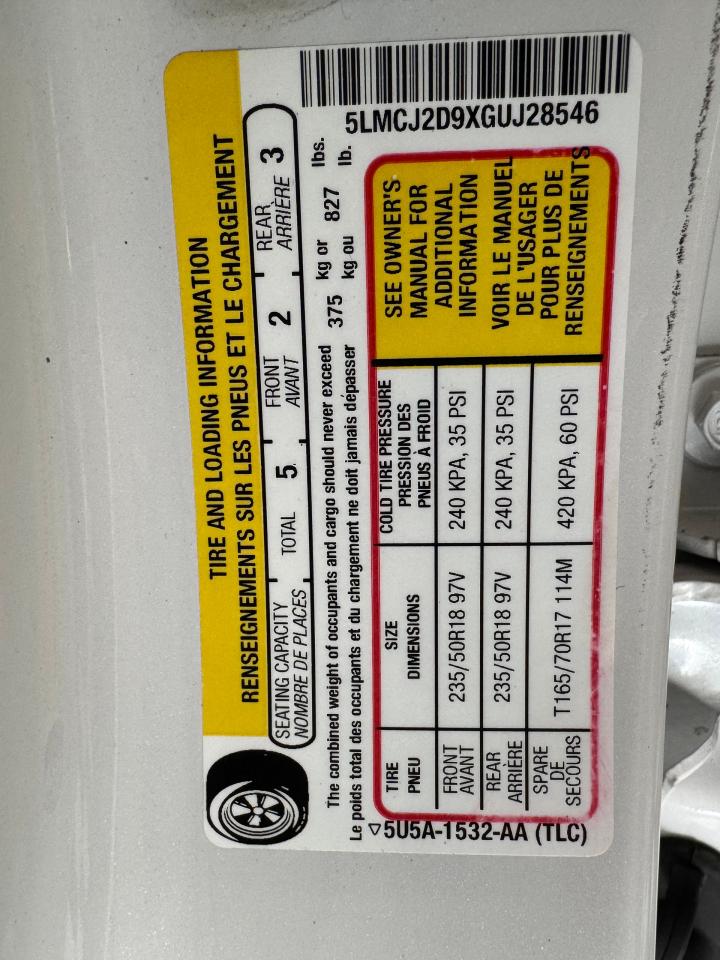 TIRE AND LOADING INFORMATION
RENSEIGNEMENTS SUR LES PNEUS ET LE CHARGEMENT
SEATING CAPACITY
NOMBRE DE PLACES
TOTAL 5
FRONT
AVANT
2
REAR
ARRIÈRE
3
The combined weight of occupants and cargo should never exceed 375 kg or 827 lbs.
Le poids total des occupants et du chargement ne doit jamais dépasser 375 kg ou 827 lb.
5LMCJ2D9XGUJ28546
TIRE
PNEU
SIZE
DIMENSIONS
COLD TIRE PRESSURE
PRESSION DES
PNEUS À FROID
FRONT
AVANT
235/50R18 97V
240 KPA, 35 PSI
REAR
ARRIÈRE
235/50R18 97V
240 KPA, 35 PSI
SPARE
DE
SECOURS
T165/70R17 114M
420 KPA, 60 PSI
SEE OWNER'S
MANUAL FOR
ADDITIONAL
INFORMATION
VOIR LE MANUEL
DE L'USAGER
POUR PLUS DE
RENSEIGNEMENTS
▽5U5A-1532-AA (TLC)